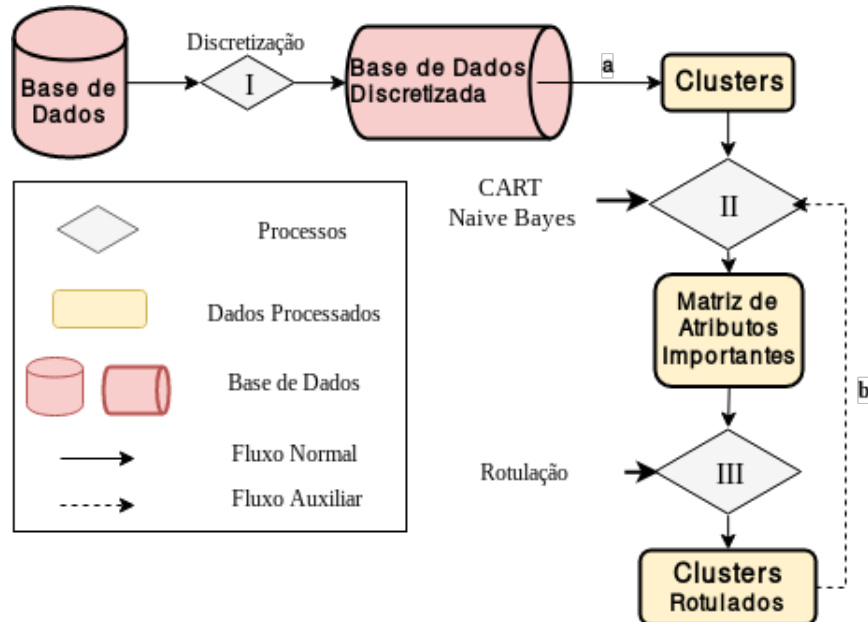 Discretização
Base de
Dados
I
Base de Dados
Discretizada
a
Clusters
CART
Naive Bayes
II
Processos
Dados Processados
Base de Dados
Fluxo Normal
Fluxo Auxiliar
Matriz de
Atributos
Importantes
b
Rotulação
III
Clusters
Rotulados